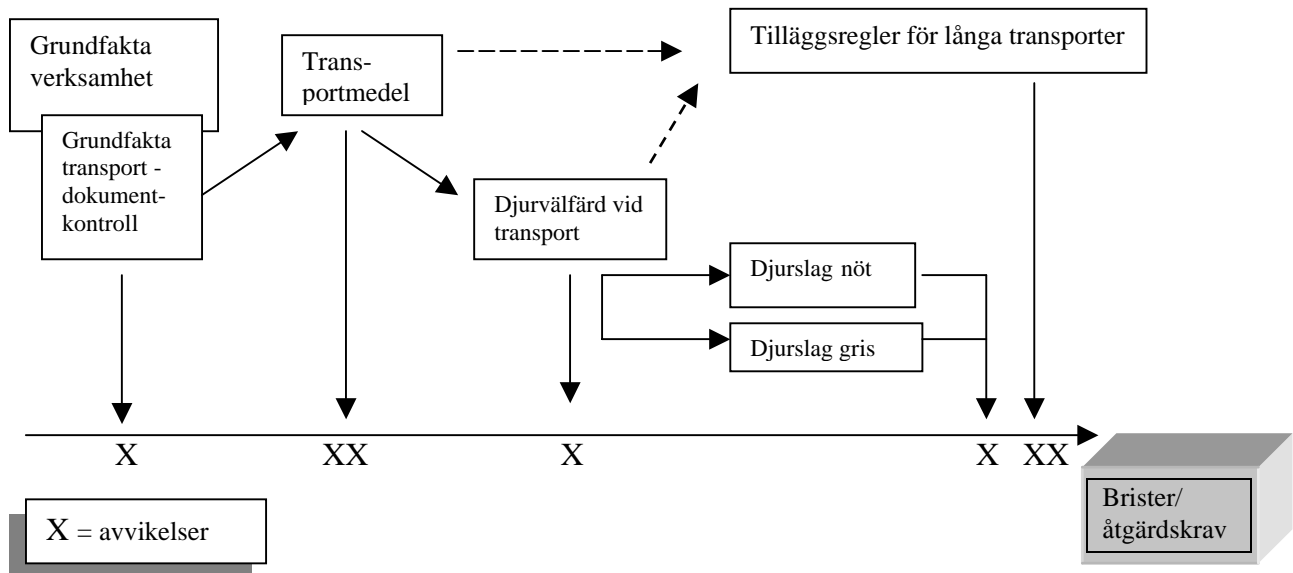 Grundfakta
verksamhet
Grundfakta
transport -
dokument-
kontroll
Trans-
portmedel
Tilläggsregler för långa transporter
Djurvälfärd vid
transport
Djurslag nöt
Djurslag gris
X
XX
X
X
XX
X = avvikelser
Brister/
åtgärdskrav